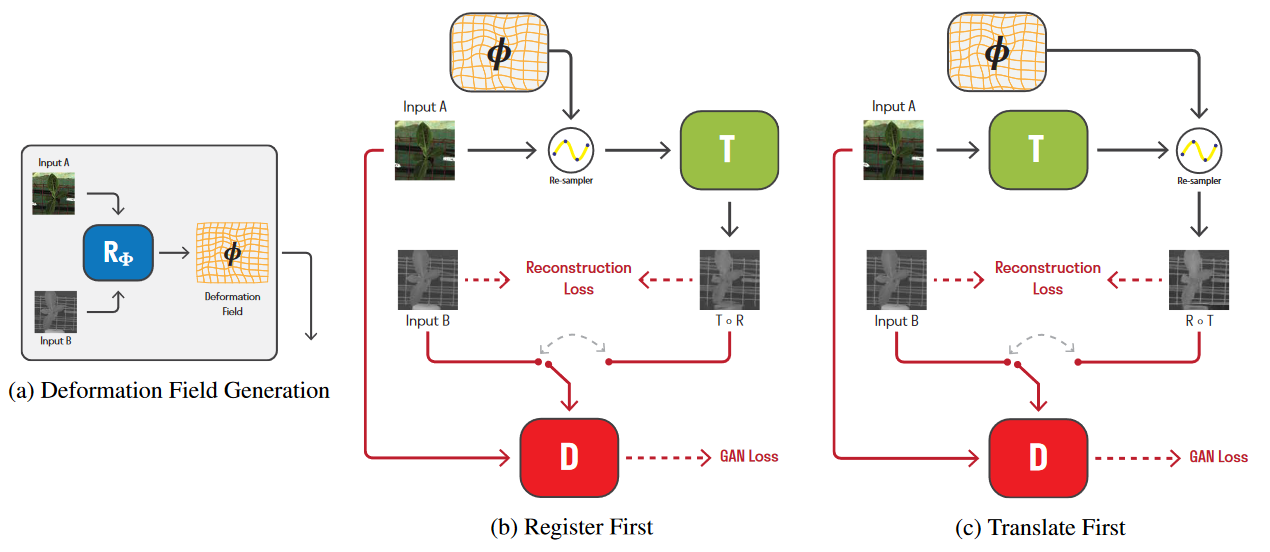 Input A
R_Φ
ϕ
Deformation
Field
Input B
(a) Deformation Field Generation
ϕ
Input A
Re-sampler
T
Reconstruction
Loss
Input B
T ∘ R
D
GAN Loss
(b) Register First
ϕ
Input A
T
Re-sampler
Reconstruction
Loss
Input B
R ∘ T
D
GAN Loss
(c) Translate First